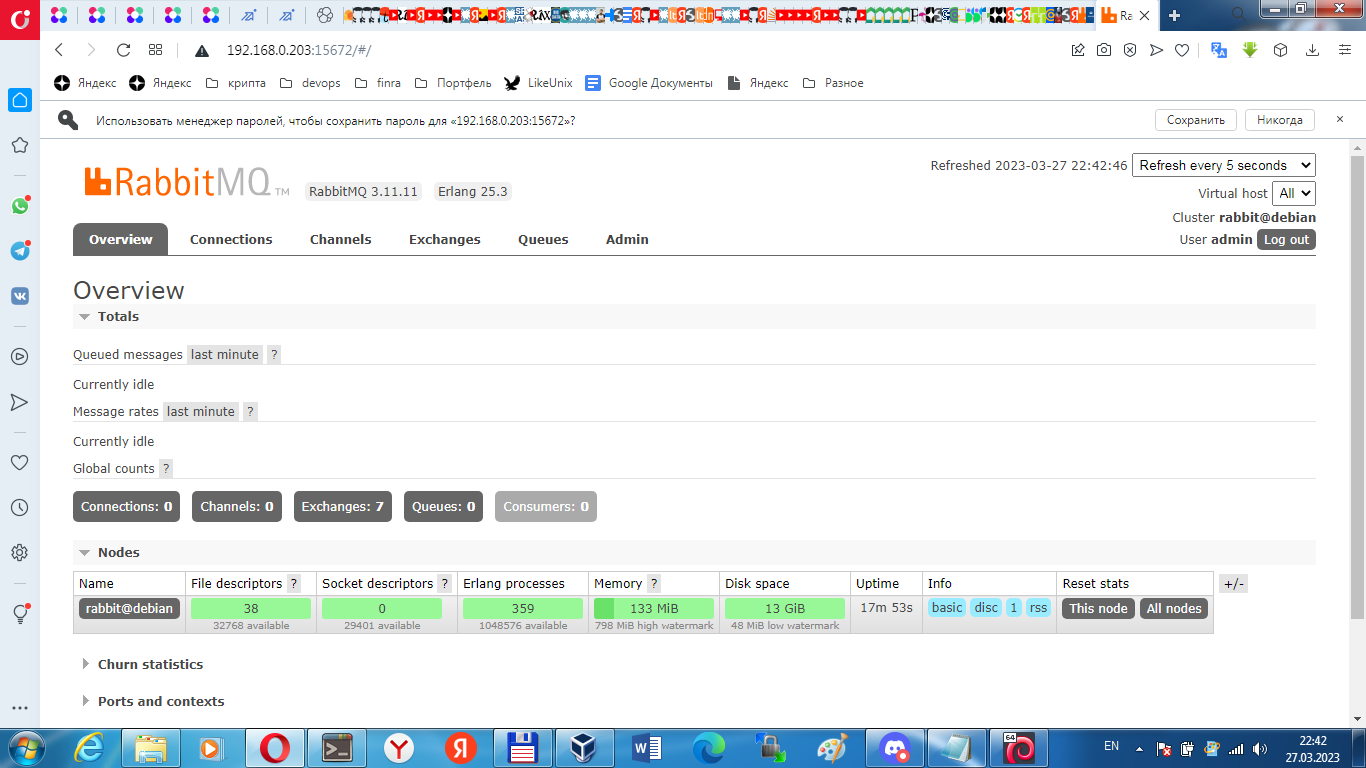 192.168.0.203:15672/#/
Яндекс Яндекс крипта devops finra Портфель LikeUnix Google Документы Яндекс Разное
Использовать менеджер паролей, чтобы сохранить пароль для «192.168.0.203:15672»? Сохранить Никогда
Refreshed 2023-03-27 22:42:46 Refresh every 5 seconds
RabbitMQ TM RabbitMQ 3.11.11 Erlang 25.3
Virtual host All
Cluster rabbit@debian
User admin Log out
Overview Connections Channels Exchanges Queues Admin
Overview
Totals
Queued messages last minute ?
Currently idle
Message rates last minute ?
Currently idle
Global counts ?
Connections: 0 Channels: 0 Exchanges: 7 Queues: 0 Consumers: 0
Nodes
Name File descriptors ? Socket descriptors ? Erlang processes Memory ? Disk space Uptime Info Reset stats +/-
rabbit@debian 38 0 359 133 MiB 13 GiB 17m 53s basic disc 1 rss This node All nodes
32768 available 29401 available 1048576 available 798 MiB high watermark 48 MiB low watermark
Churn statistics
Ports and contexts
EN 22:42
27.03.2023